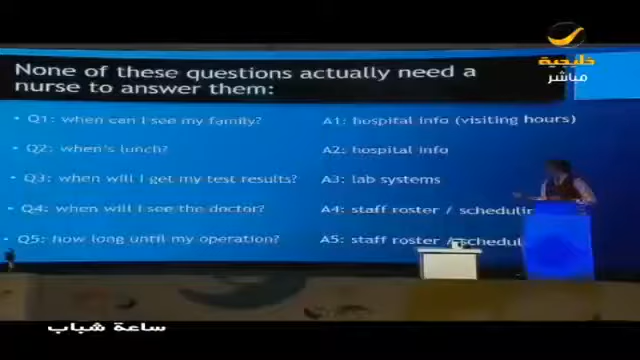 خليجية
مباشر
None of these questions actually need a
nurse to answer them:
• Q1: when can I see my family?
A1: hospital info (visiting hours)
• Q2: when's lunch?
A2: hospital info
• Q3: when will I get my test results?
A3: lab systems
• Q4: when will I see the doctor?
A4: staff roster / schedulin
• Q5: how long until my operation?
A5: staff roster / schedul
ساعة شباب